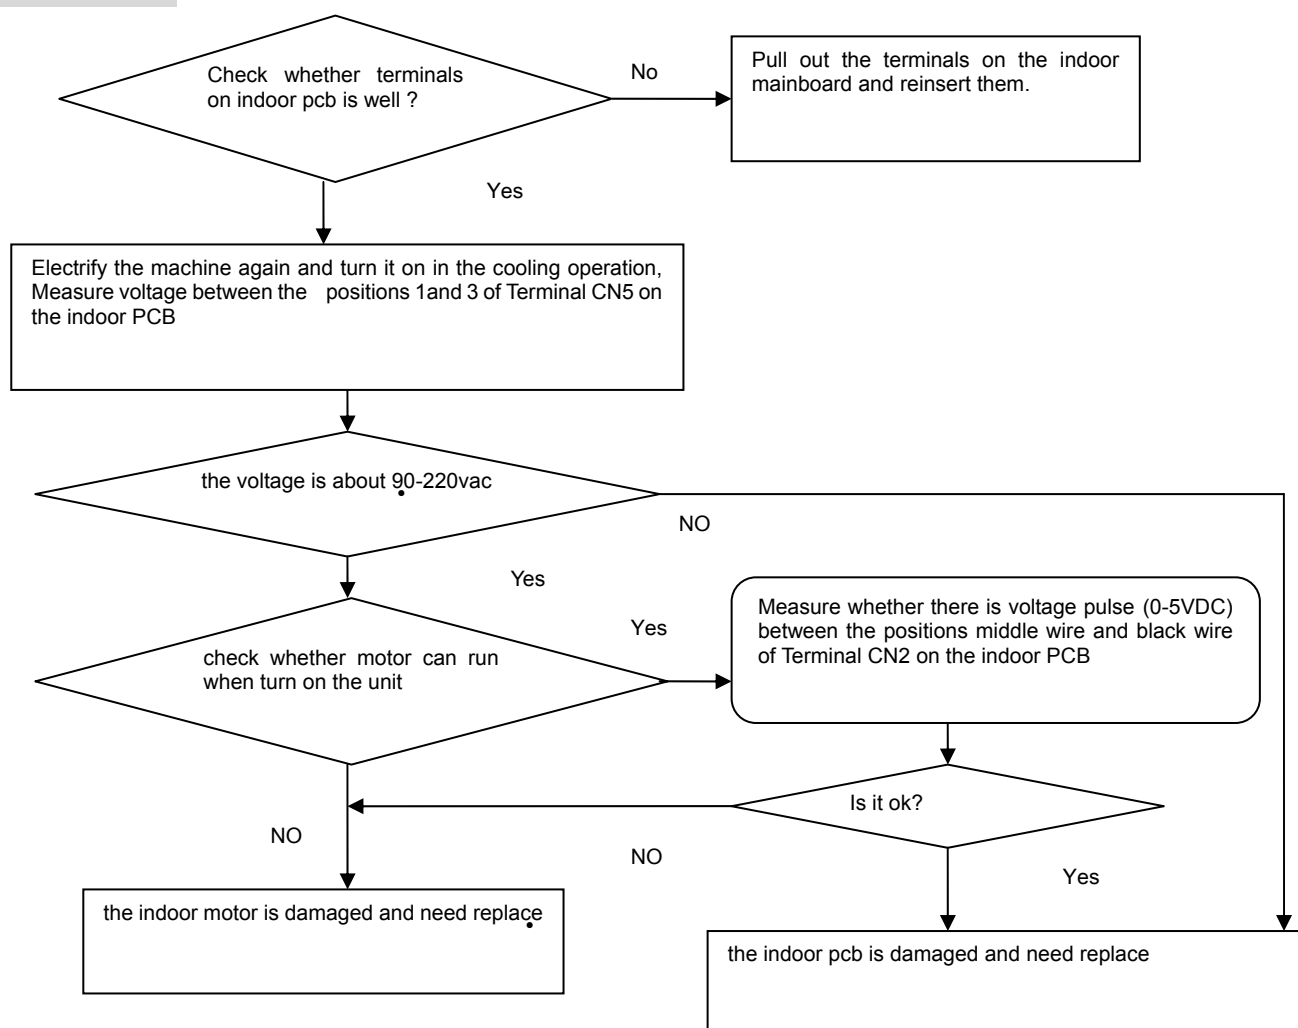 Check whether terminals
on indoor pcb is well ?
No
Pull out the terminals on the indoor
mainboard and reinsert them.
Yes
Electrify the machine again and turn it on in the cooling operation,
Measure voltage between the positions 1and 3 of Terminal CN5 on
the indoor PCB
the voltage is about 90-220vac
NO
Yes
check whether motor can run
when turn on the unit
Yes
Measure whether there is voltage pulse (0-5VDC)
between the positions middle wire and black wire
of Terminal CN2 on the indoor PCB
Is it ok?
NO
NO
Yes
the indoor motor is damaged and need replace
the indoor pcb is damaged and need replace